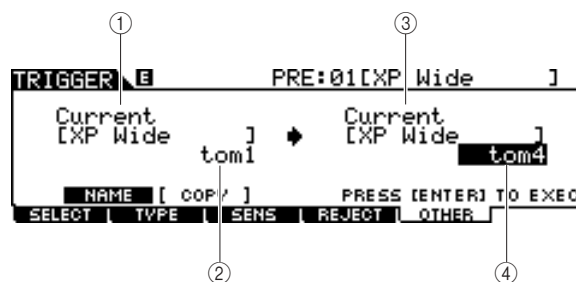 ① ③
TRIGGER E PRE:01[XP Wide ]
Current Current
[XP Wide ] [XP Wide ]
tom1 tom4
NAME [ COPY ] PRESS [ENTER] TO EXEC
SELECT TYPE SENS REJECT OTHER
② ④